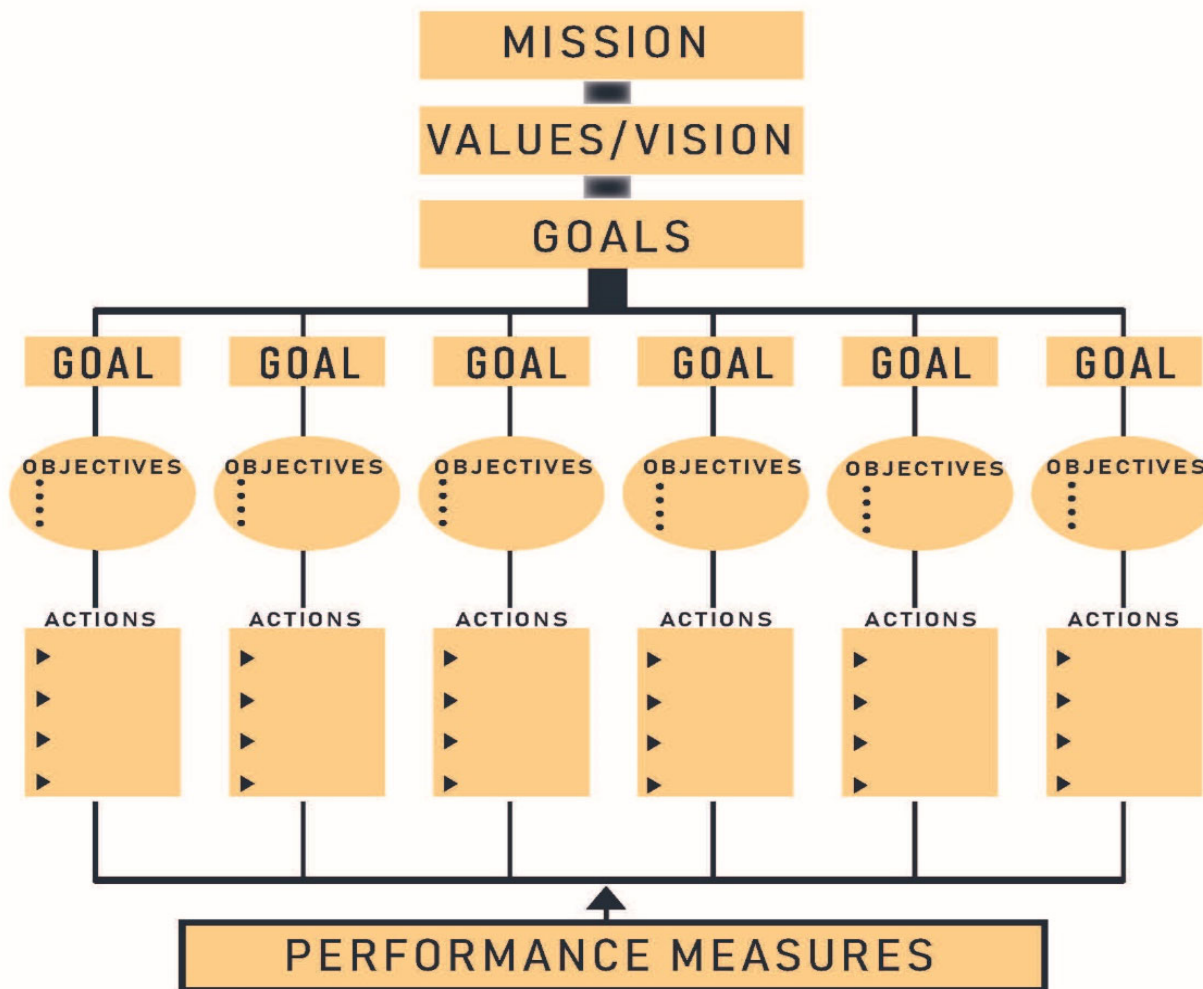 MISSION
VALUES/VISION
GOALS
GOAL GOAL GOAL GOAL GOAL GOAL
OBJECTIVES OBJECTIVES OBJECTIVES OBJECTIVES OBJECTIVES OBJECTIVES
ACTIONS ACTIONS ACTIONS ACTIONS ACTIONS ACTIONS
PERFORMANCE MEASURES